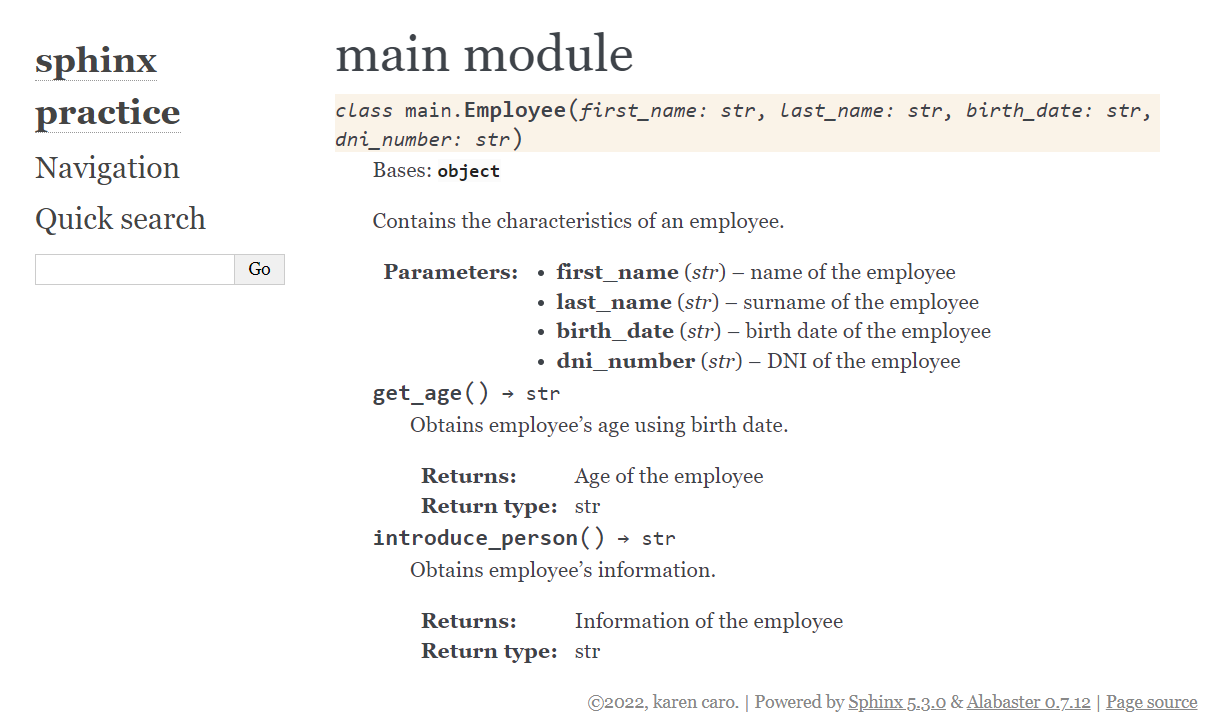 sphinx
practice
Navigation
Quick search
Go
main module
class main.Employee(first_name: str, last_name: str, birth_date: str,
dni_number: str)
Bases: object
Contains the characteristics of an employee.
Parameters: • first_name (str) – name of the employee
• last_name (str) – surname of the employee
• birth_date (str) – birth date of the employee
• dni_number (str) – DNI of the employee
get_age() → str
Obtains employee’s age using birth date.
Returns: Age of the employee
Return type: str
introduce_person() → str
Obtains employee’s information.
Returns: Information of the employee
Return type: str
©2022, karen caro. | Powered by Sphinx 5.3.0 & Alabaster 0.7.12 | Page source